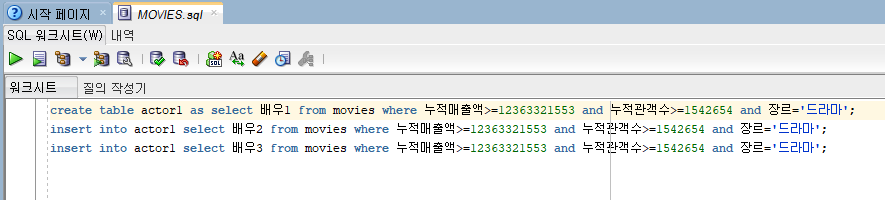 시작 페이지 MOVIES.sql
SQL 워크시트(W) 내역
워크시트 질의 작성기
create table actor1 as select 배우1 from movies where 누적매출액>=12363321553 and 누적관객수>=1542654 and 장르='드라마';
insert into actor1 select 배우2 from movies where 누적매출액>=12363321553 and 누적관객수>=1542654 and 장르='드라마';
insert into actor1 select 배우3 from movies where 누적매출액>=12363321553 and 누적관객수>=1542654 and 장르='드라마';